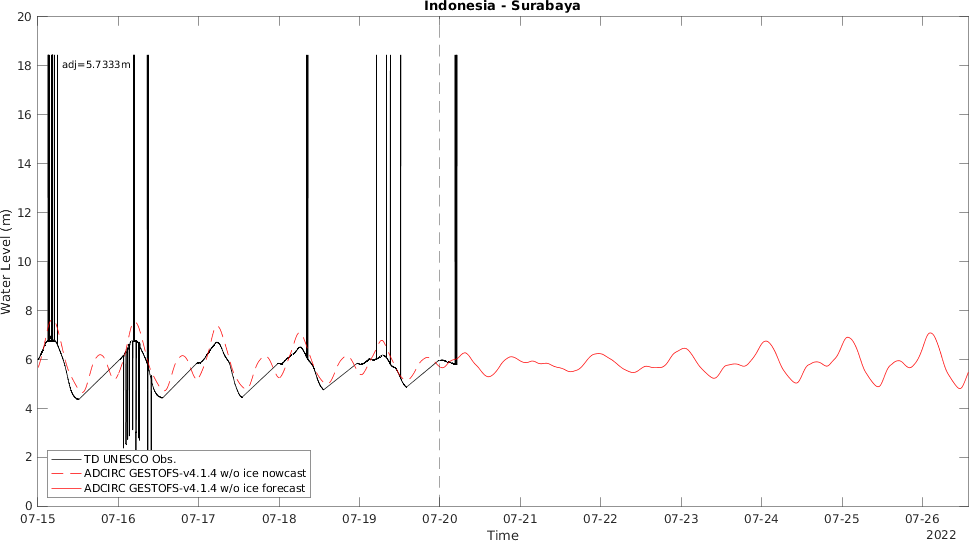 Indonesia - Surabaya
20
18
16
14
12
10
8
6
4
2
0
Water Level (m)
adj=5.7333m
TD UNESCO Obs.
ADCIRC GESTOFS-v4.1.4 w/o ice nowcast
ADCIRC GESTOFS-v4.1.4 w/o ice forecast
07-15 07-16 07-17 07-18 07-19 07-20 07-21 07-22 07-23 07-24 07-25 07-26
Time
2022